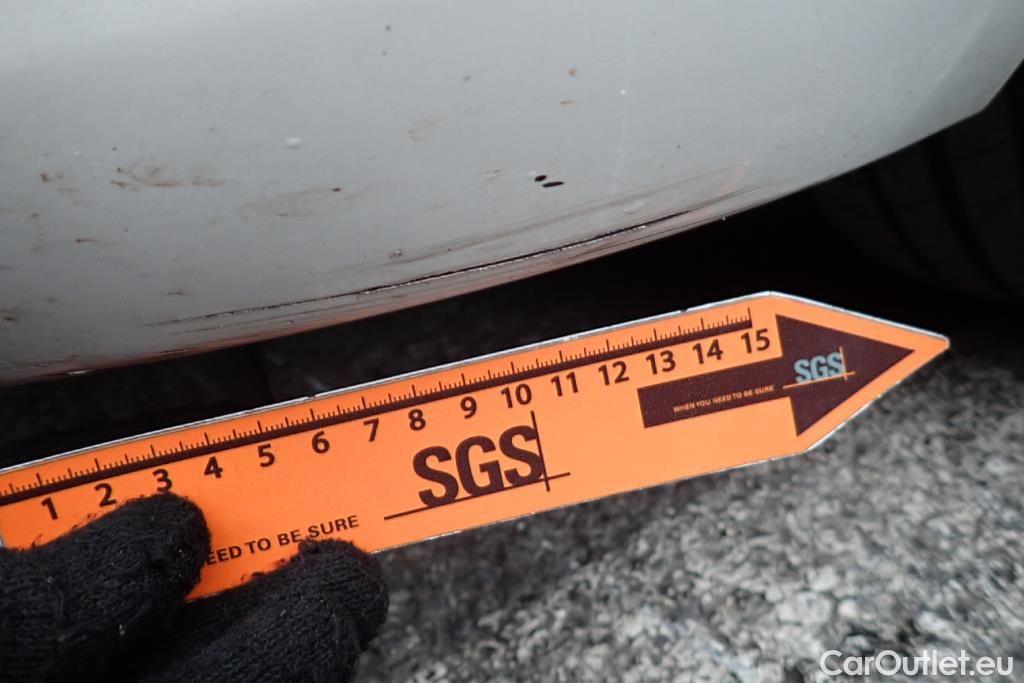 1 2 3 4 5 6 7 8 9 10 11 12 13 14 15
SGS
WHEN YOU NEED TO BE SURE
SGS
EED TO BE SURE
CarOutlet.eu